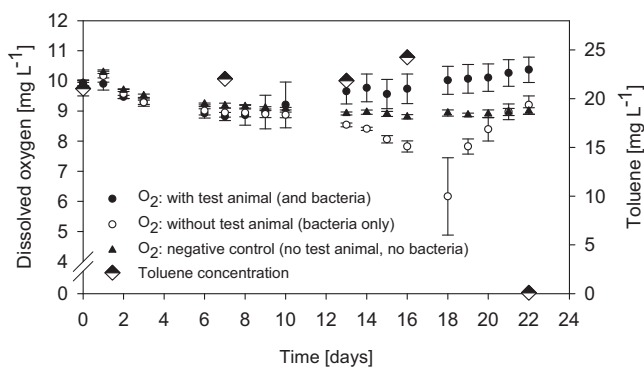 12
11
10
9
8
7
6
5
4
0
Dissolved oxygen [mg L⁻¹]
25
20
15
10
5
0
Toluene [mg L⁻¹]
O₂: with test animal (and bacteria)
O₂: without test animal (bacteria only)
O₂: negative control (no test animal, no bacteria)
Toluene concentration
0 2 4 6 8 10 12 14 16 18 20 22 24
Time [days]